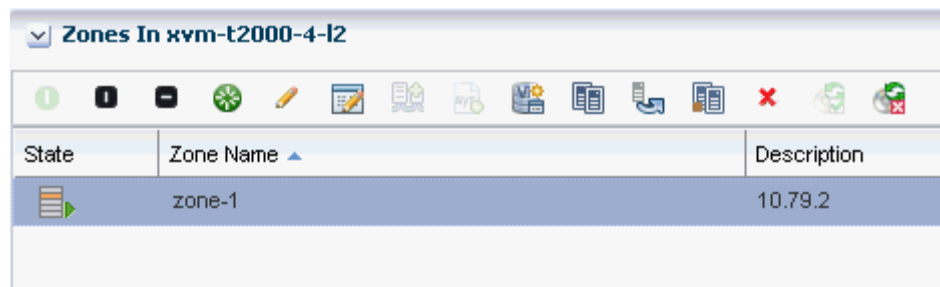 Zones In xvm-t2000-4-l2
State Zone Name Description
zone-1 10.79.2